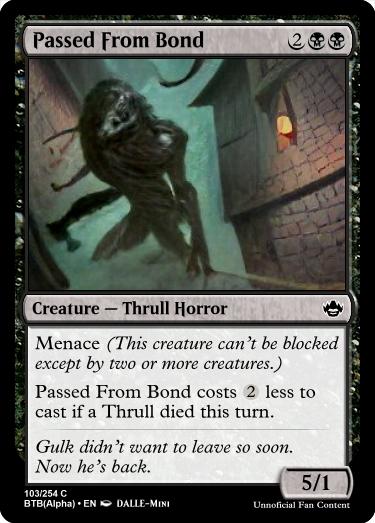 Passed From Bond 2
Creature — Thrull Horror
Menace (This creature can't be blocked
except by two or more creatures.)
Passed From Bond costs 2 less to
cast if a Thrull died this turn.
Gulk didn't want to leave so soon.
Now he's back.
5/1
103/254 C
BTB(Alpha) • EN DALLE-Mini
Unnoficial Fan Content